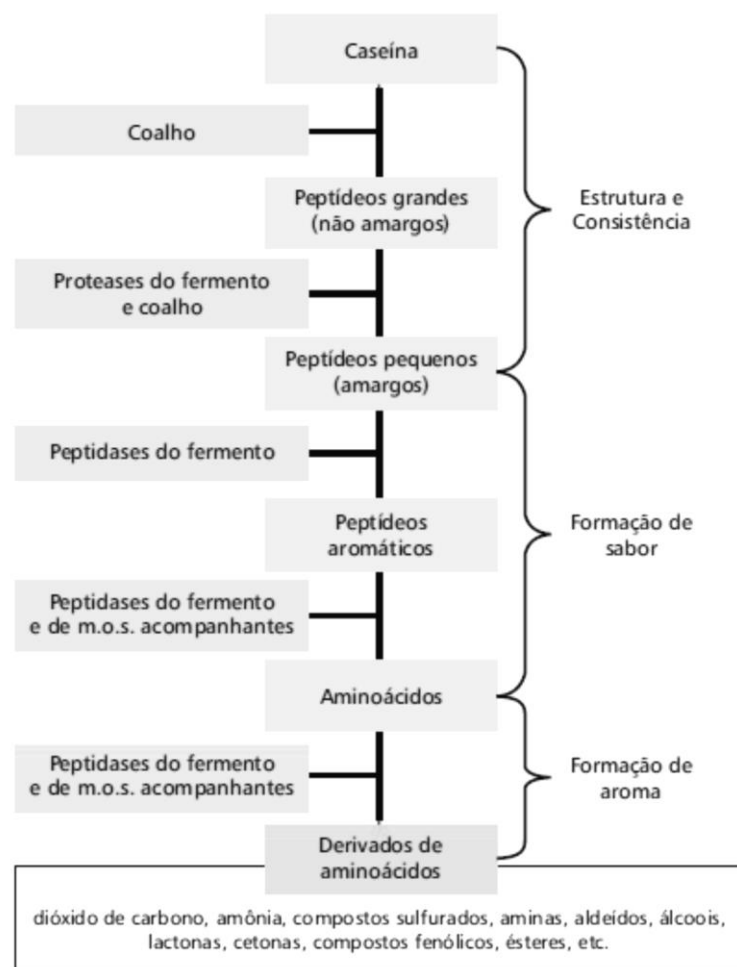 Caseína
Coalho
Peptídeos grandes
(não amargos)
Estrutura e
Consistência
Proteases do fermento
e coalho
Peptídeos pequenos
(amargos)
Peptidases do fermento
Peptídeos
aromáticos
Formação de
sabor
Peptidases do fermento
e de m.o.s. acompanhantes
Aminoácidos
Peptidases do fermento
e de m.o.s. acompanhantes
Formação de
aroma
Derivados de
aminoácidos
dióxido de carbono, amônia, compostos sulfurados, aminas, aldeídos, álcoois,
lactonas, cetonas, compostos fenólicos, ésteres, etc.